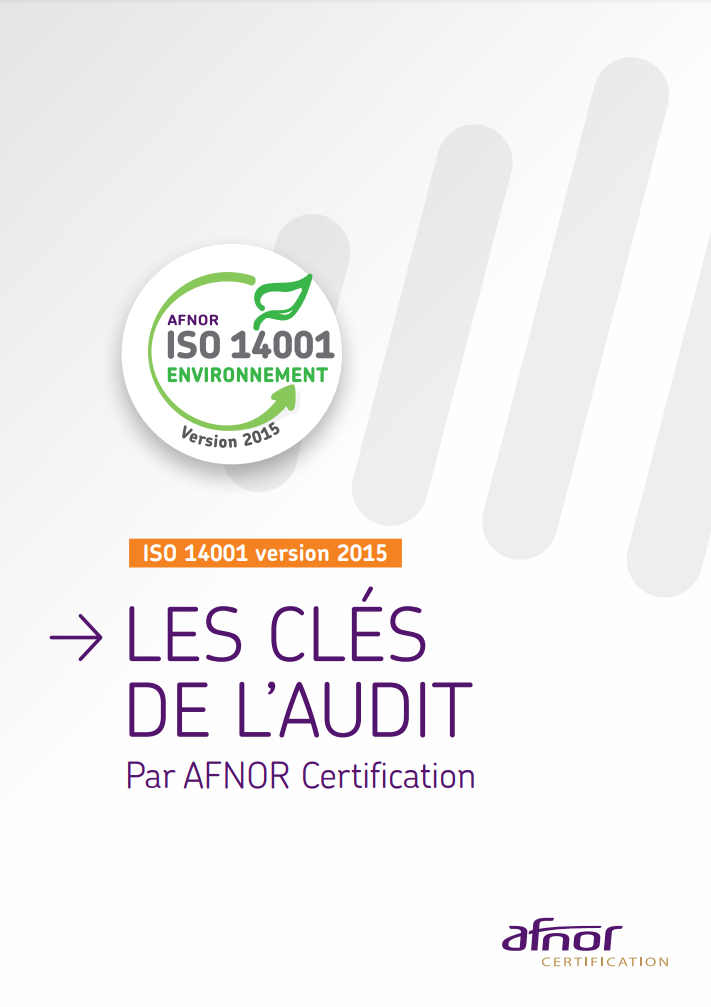 AFNOR
ISO 14001
ENVIRONNEMENT
Version 2015
ISO 14001 version 2015
LES CLÉS
DE L’AUDIT
Par AFNOR Certification
afnor
CERTIFICATION